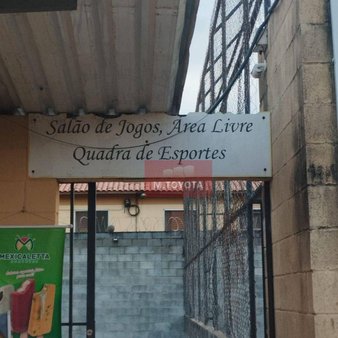 Salão de Jogos, Área Livre
Quadra de Esportes
M.TOYOTA
MEXICALETTA